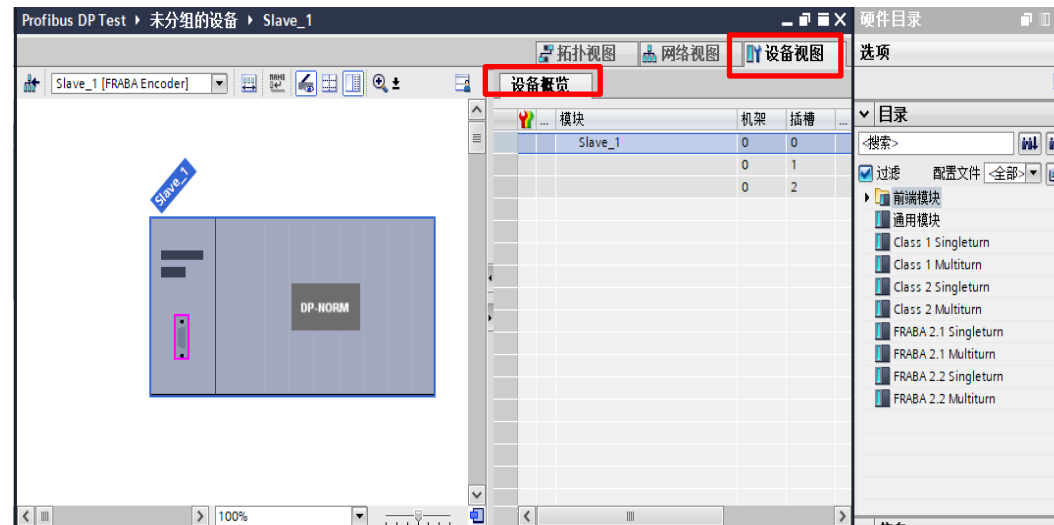 Profibus DP Test ▸ 未分组的设备 ▸ Slave_1
硬件目录
拓扑视图
网络视图
设备视图
选项
Slave_1 [FRABA Encoder]
设备概览
目录
... 模块 机架 插槽 ...
Slave_1 0 0
0 1
0 2
<搜索>
过滤 配置文件 <全部>
前端模块
通用模块
Class 1 Singleturn
Class 1 Multiturn
Class 2 Singleturn
Class 2 Multiturn
FRABA 2.1 Singleturn
FRABA 2.1 Multiturn
FRABA 2.2 Singleturn
FRABA 2.2 Multiturn
Slave_1
DP-NORM
100%